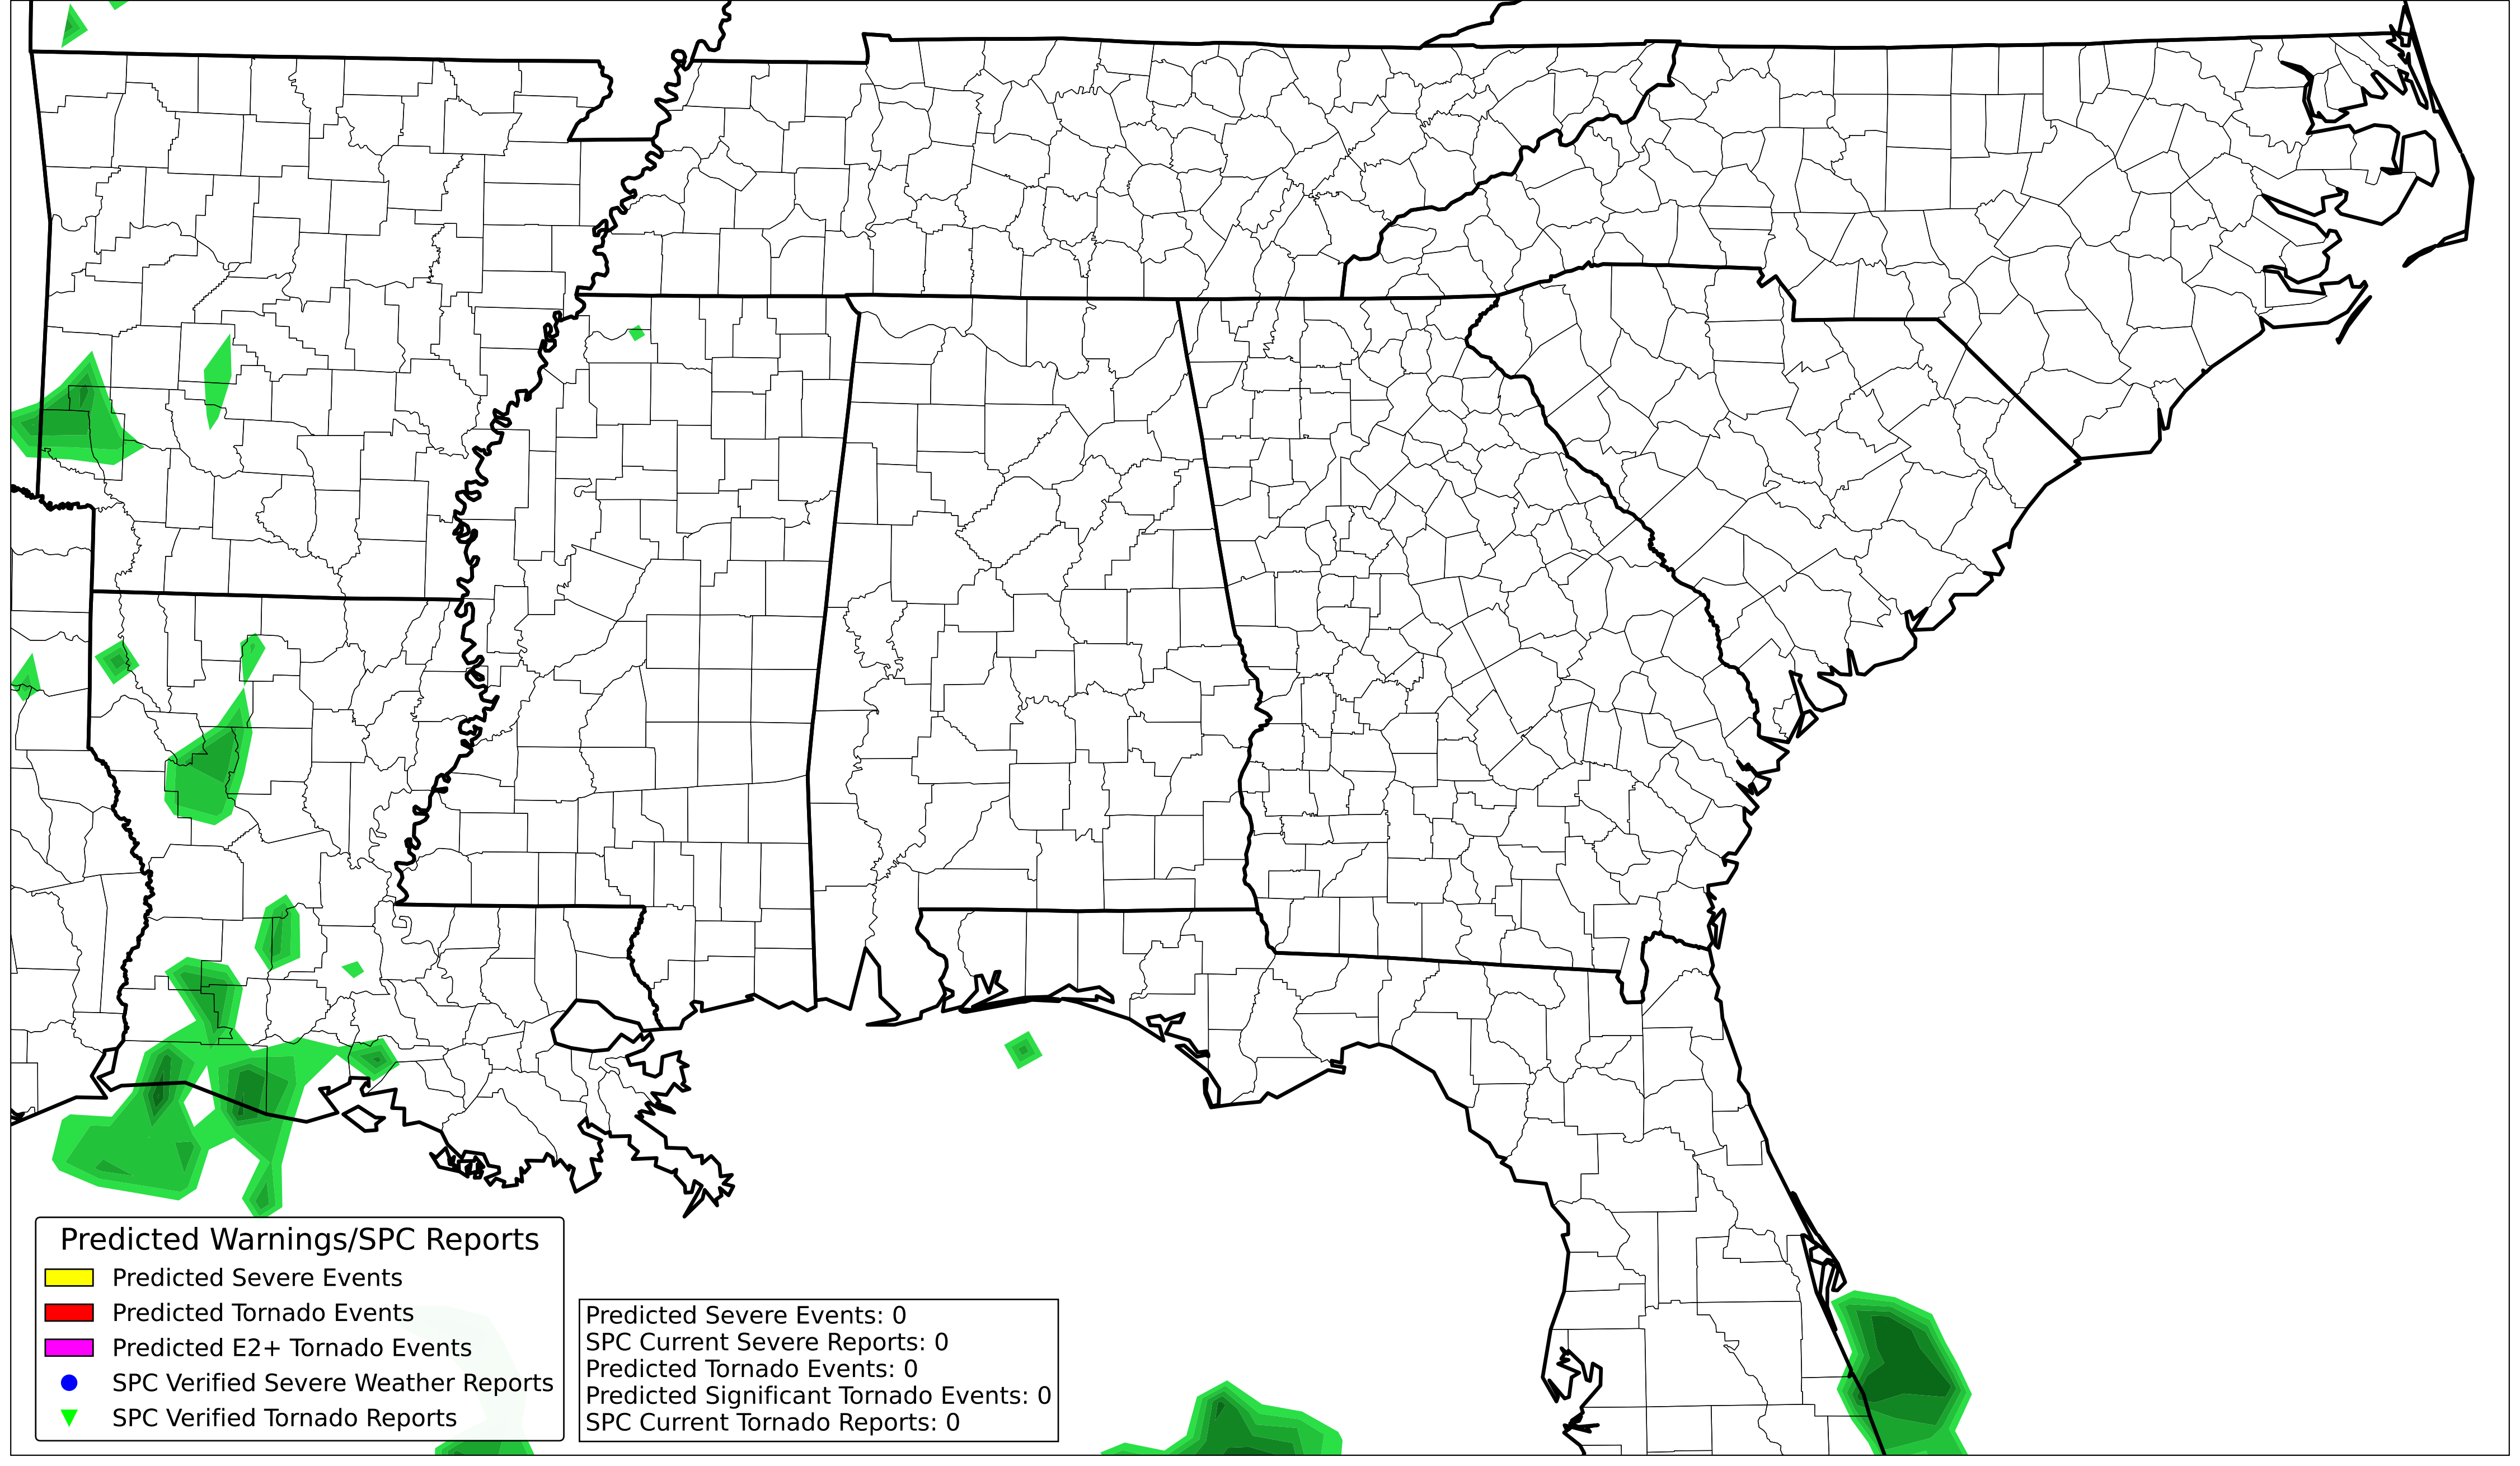 Predicted Warnings/SPC Reports
Predicted Severe Events
Predicted Tornado Events
Predicted E2+ Tornado Events
SPC Verified Severe Weather Reports
SPC Verified Tornado Reports
Predicted Severe Events: 0
SPC Current Severe Reports: 0
Predicted Tornado Events: 0
Predicted Significant Tornado Events: 0
SPC Current Tornado Reports: 0